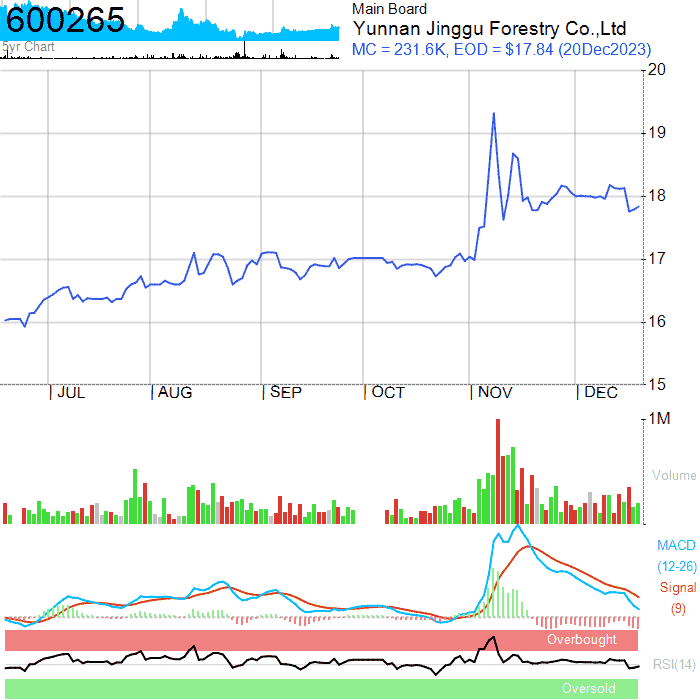 600265
5yr Chart
Main Board
Yunnan Jinggu Forestry Co.,Ltd
MC = 231.6K, EOD = $17.84 (20Dec2023)
20
19
18
17
16
15
JUL AUG SEP OCT NOV DEC
1M
Volume
MACD
(12-26)
Signal
(9)
Overbought
RSI(14)
Oversold